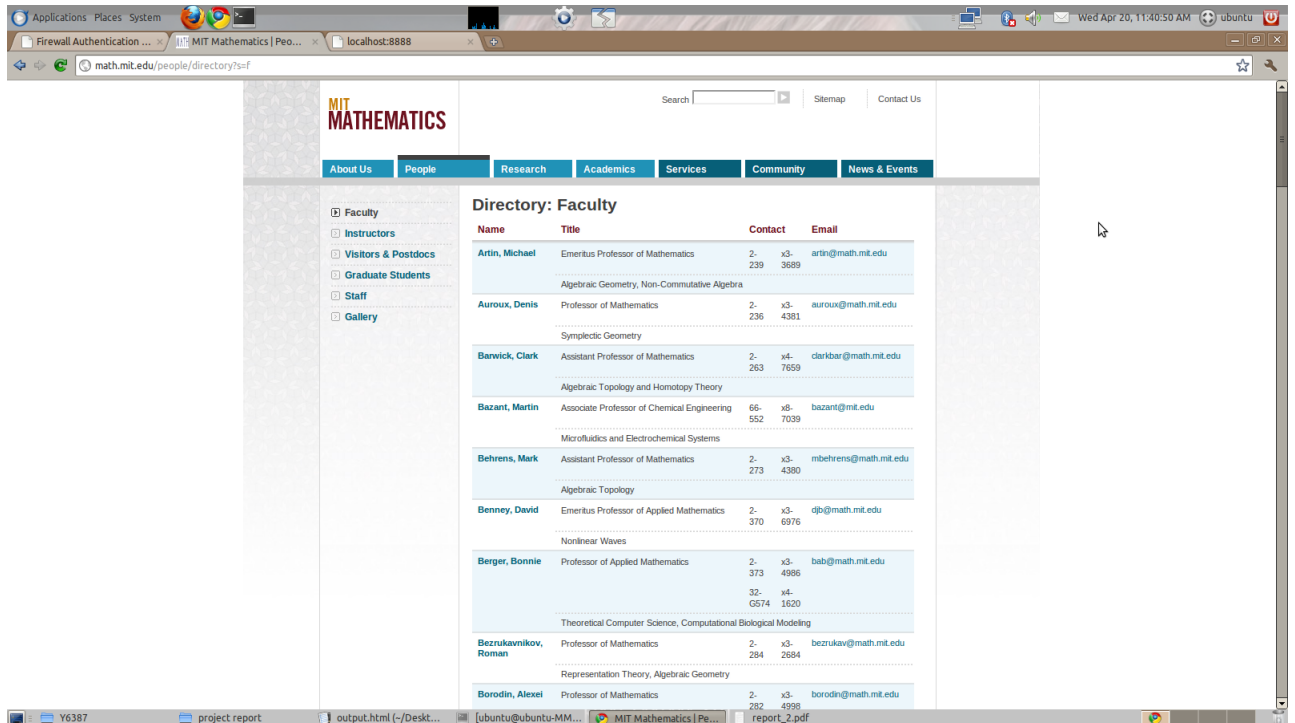 Applications Places System
Wed Apr 20, 11:40:50 AM ubuntu
Firewall Authentication ... MIT Mathematics | Peo... localhost:8888
math.mit.edu/people/directory?s=f
MIT
MATHEMATICS
Search Sitemap Contact Us
About Us People Research Academics Services Community News & Events
Faculty
Instructors
Visitors & Postdocs
Graduate Students
Staff
Gallery
Directory: Faculty
Name Title Contact Email
Artin, Michael Emeritus Professor of Mathematics 2- x3- artin@math.mit.edu
239 3689
Algebraic Geometry, Non-Commutative Algebra
Auroux, Denis Professor of Mathematics 2- x3- auroux@math.mit.edu
236 4381
Symplectic Geometry
Barwick, Clark Assistant Professor of Mathematics 2- x4- clarkbar@math.mit.edu
263 7659
Algebraic Topology and Homotopy Theory
Bazant, Martin Associate Professor of Chemical Engineering 66- x8- bazant@mit.edu
552 7039
Microfluidics and Electrochemical Systems
Behrens, Mark Assistant Professor of Mathematics 2- x3- mbehrens@math.mit.edu
273 4380
Algebraic Topology
Benney, David Emeritus Professor of Applied Mathematics 2- x3- djb@math.mit.edu
370 6976
Nonlinear Waves
Berger, Bonnie Professor of Applied Mathematics 2- x3- bab@math.mit.edu
373 4986
32- x4-
G574 1620
Theoretical Computer Science, Computational Biological Modeling
Bezrukavnikov, Professor of Mathematics 2- x3- bezrukav@math.mit.edu
Roman 284 2684
Representation Theory, Algebraic Geometry
Borodin, Alexei Professor of Mathematics 2- x3- borodin@math.mit.edu
282 4998
Y6387 project report output.html (~/Deskt... [ubuntu@ubuntu-MM... MIT Mathematics | Pe... report_2.pdf